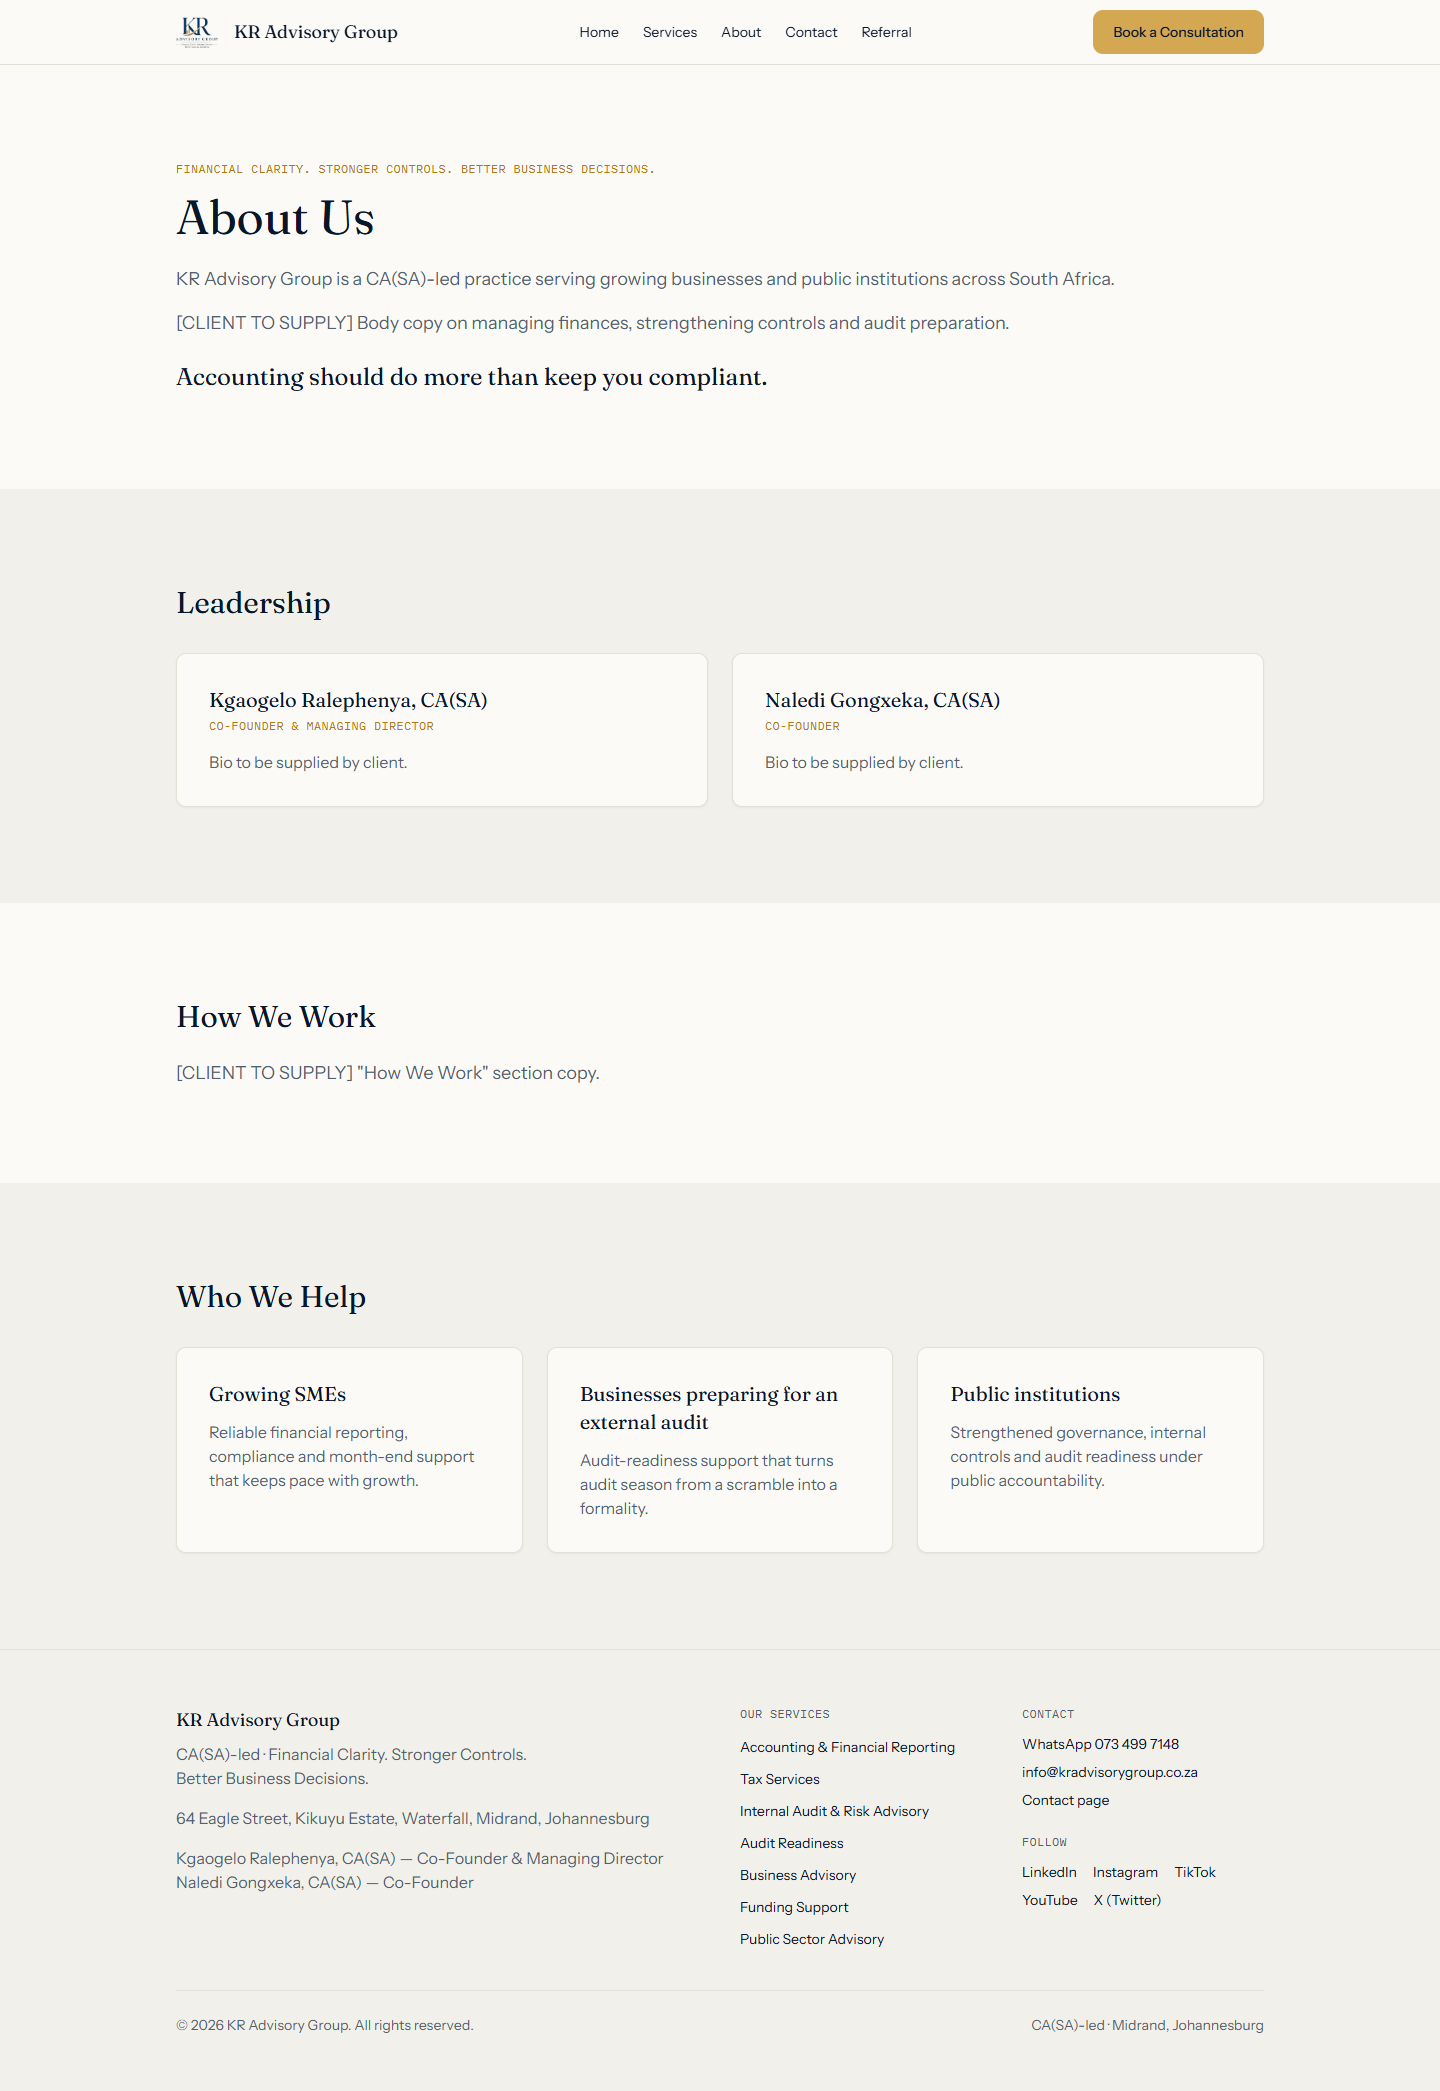 KR
ADVISORY GROUP
KR Advisory Group
Home
Services
About
Contact
Referral
Book a Consultation
FINANCIAL CLARITY. STRONGER CONTROLS. BETTER BUSINESS DECISIONS.
About Us
KR Advisory Group is a CA(SA)-led practice serving growing businesses and public institutions across South Africa.
[CLIENT TO SUPPLY] Body copy on managing finances, strengthening controls and audit preparation.
Accounting should do more than keep you compliant.
Leadership
Kgaogelo Ralephenya, CA(SA)
CO-FOUNDER & MANAGING DIRECTOR
Bio to be supplied by client.
Naledi Gongxeka, CA(SA)
CO-FOUNDER
Bio to be supplied by client.
How We Work
[CLIENT TO SUPPLY] "How We Work" section copy.
Who We Help
Growing SMEs
Reliable financial reporting,
compliance and month-end support
that keeps pace with growth.
Businesses preparing for an
external audit
Audit-readiness support that turns
audit season from a scramble into a
formality.
Public institutions
Strengthened governance, internal
controls and audit readiness under
public accountability.
KR Advisory Group
CA(SA)-led · Financial Clarity. Stronger Controls.
Better Business Decisions.
64 Eagle Street, Kikuyu Estate, Waterfall, Midrand, Johannesburg
Kgaogelo Ralephenya, CA(SA) — Co-Founder & Managing Director
Naledi Gongxeka, CA(SA) — Co-Founder
OUR SERVICES
Accounting & Financial Reporting
Tax Services
Internal Audit & Risk Advisory
Audit Readiness
Business Advisory
Funding Support
Public Sector Advisory
CONTACT
WhatsApp 073 499 7148
info@kradvisorygroup.co.za
Contact page
FOLLOW
LinkedIn Instagram TikTok
YouTube X (Twitter)
© 2026 KR Advisory Group. All rights reserved.
CA(SA)-led · Midrand, Johannesburg